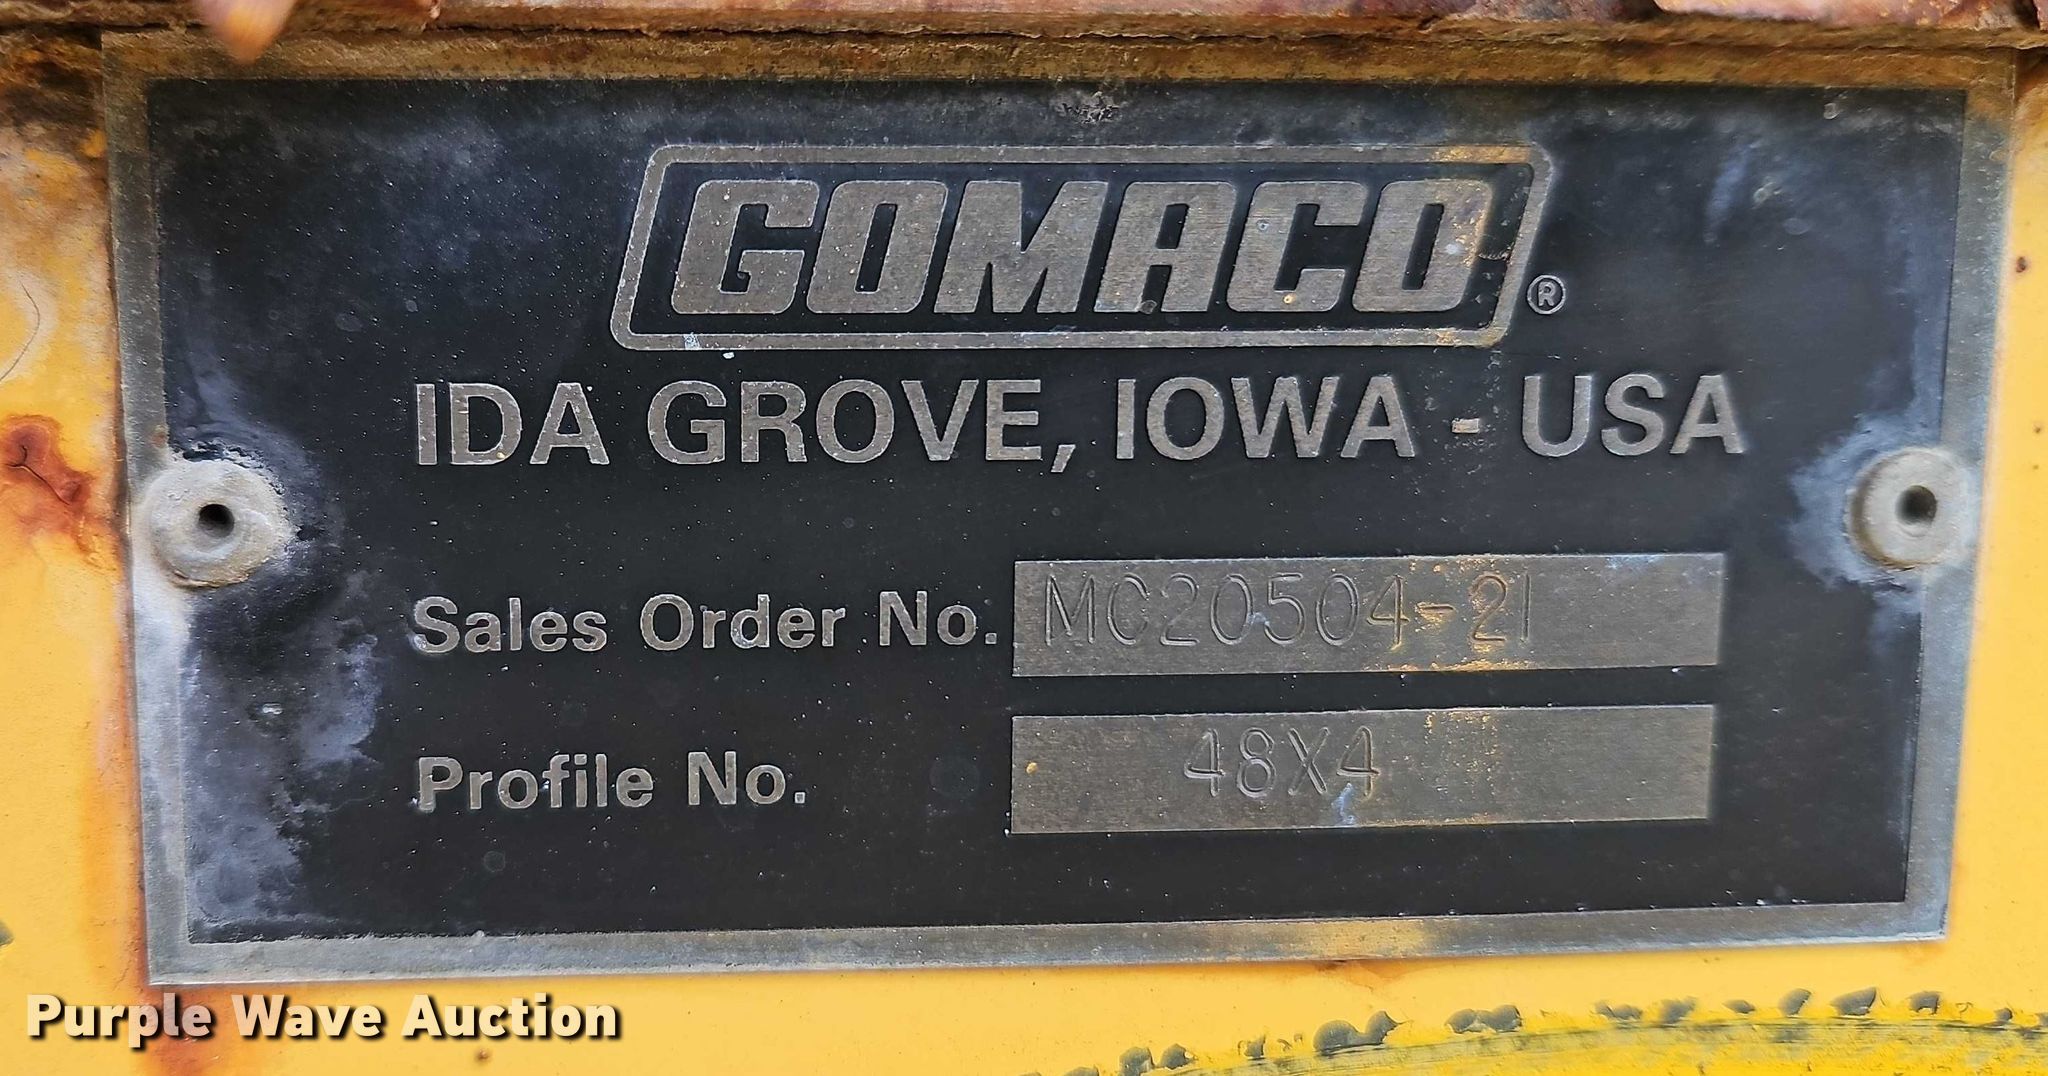 GOMACO®
IDA GROVE, IOWA - USA
Sales Order No. MC20504-21
Profile No. 48X4
Purple Wave Auction